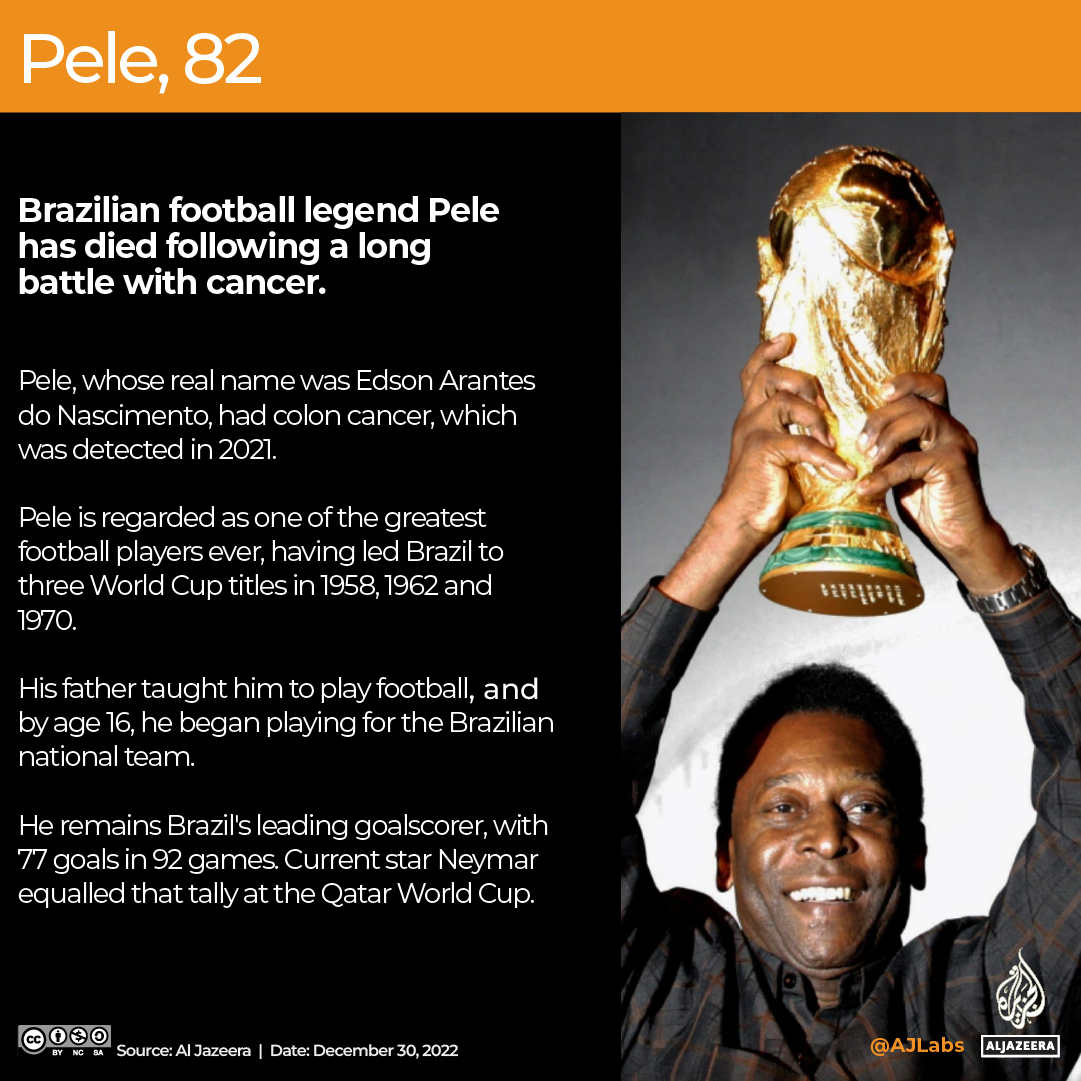 Pele, 82
Brazilian football legend Pele
has died following a long
battle with cancer.
Pele, whose real name was Edson Arantes
do Nascimento, had colon cancer, which
was detected in 2021.
Pele is regarded as one of the greatest
football players ever, having led Brazil to
three World Cup titles in 1958, 1962 and
1970.
His father taught him to play football, and
by age 16, he began playing for the Brazilian
national team.
He remains Brazil's leading goalscorer, with
77 goals in 92 games. Current star Neymar
equalled that tally at the Qatar World Cup.
cc BY NC SA
Source: Al Jazeera | Date: December 30, 2022
@AJLabs
الجزيرة
ALJAZEERA